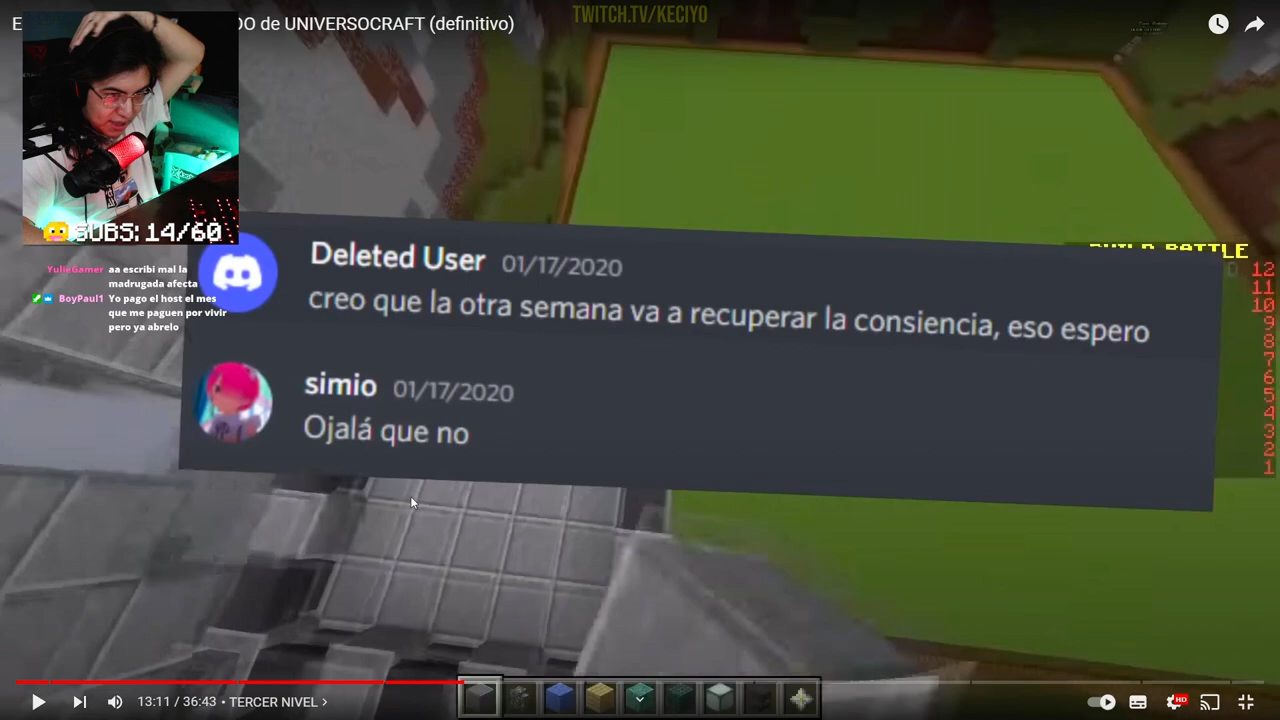 TWITCH.TV/KECIYO
DO de UNIVERSOCRAFT (definitivo)
SUBS: 14/60
YulieGamer aa escribi mal la
madrugada afecta
BoyPaul1 Yo pago el host el mes
que me paguen por vivir
pero ya abrelo
Deleted User 01/17/2020
creo que la otra semana va a recuperar la consiencia, eso espero
simio 01/17/2020
Ojalá que no
BUILD BATTLE
12
11
10
9
8
7
6
5
4
3
2
1
13:11 / 36:43 • TERCER NIVEL >
HD